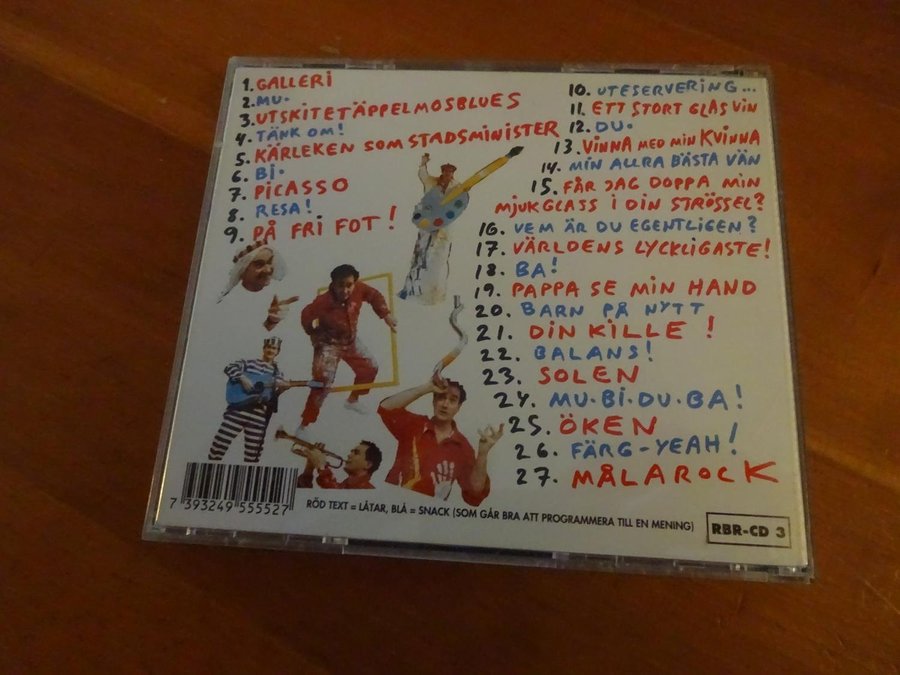 1. GALLERI
2. MU.
3. UTSKITETÄPPELMOSBLUES
4. TÄNK OM!
5. KÄRLEKEN SOM STADSMINISTER
6. BI.
7. PICASSO
8. RESA!
9. PÅ FRI FOT!
10. UTESERVERING...
11. ETT STORT GLAS VIN
12. DU.
13. VINNA MED MIN KVINNA
14. MIN ALLRA BÄSTA VÄN
15. FÅR JAG DOPPA MIN
MJUKGLASS I DIN STRÖSSEL?
16. VEM ÄR DU EGENTLIGEN?
17. VÄRLDENS LYCKLIGASTE!
18. BA!
19. PAPPA SE MIN HAND
20. BARN PÅ NYTT
21. DIN KILLE!
22. BALANS!
23. SOLEN
24. MU·BI·DU·BA!
25. ÖKEN
26. FÄRG-YEAH!
27. MÅLAROCK
7 393249 555527
RÖD TEXT = LÅTAR, BLÅ = SNACK (SOM GÅR BRA ATT PROGRAMMERA TILL EN MENING)
RBR-CD 3